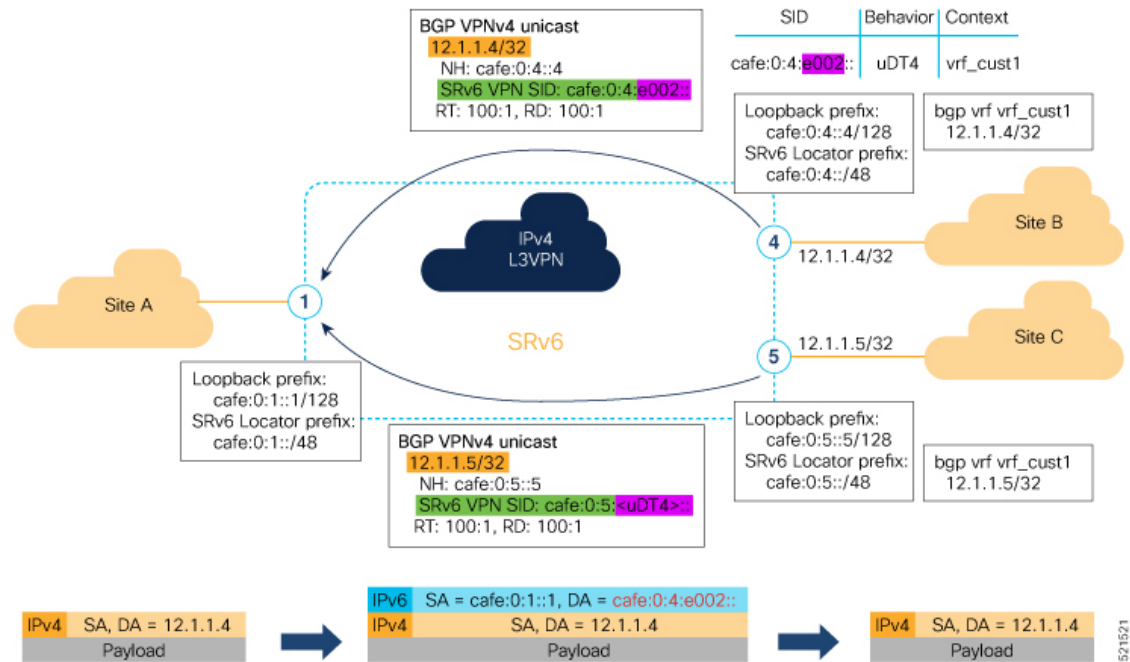 BGP VPNv4 unicast
12.1.1.4/32
NH: cafe:0:4::4
SRv6 VPN SID: cafe:0:4:e002::
RT: 100:1, RD: 100:1
SID Behavior Context
cafe:0:4:e002:: uDT4 vrf_cust1
Loopback prefix:
cafe:0:4::4/128
SRv6 Locator prefix:
cafe:0:4::/48
bgp vrf vrf_cust1
12.1.1.4/32
IPv4
L3VPN
Site A
1
SRv6
4
12.1.1.4/32
Site B
5
12.1.1.5/32
Site C
Loopback prefix:
cafe:0:1::1/128
SRv6 Locator prefix:
cafe:0:1::/48
BGP VPNv4 unicast
12.1.1.5/32
NH: cafe:0:5::5
SRv6 VPN SID: cafe:0:5:<uDT4>::
RT: 100:1, RD: 100:1
Loopback prefix:
cafe:0:5::5/128
SRv6 Locator prefix:
cafe:0:5::/48
bgp vrf vrf_cust1
12.1.1.5/32
IPv4 SA, DA = 12.1.1.4
Payload
IPv6 SA = cafe:0:1::1, DA = cafe:0:4:e002::
IPv4 SA, DA = 12.1.1.4
Payload
IPv4 SA, DA = 12.1.1.4
Payload
521521